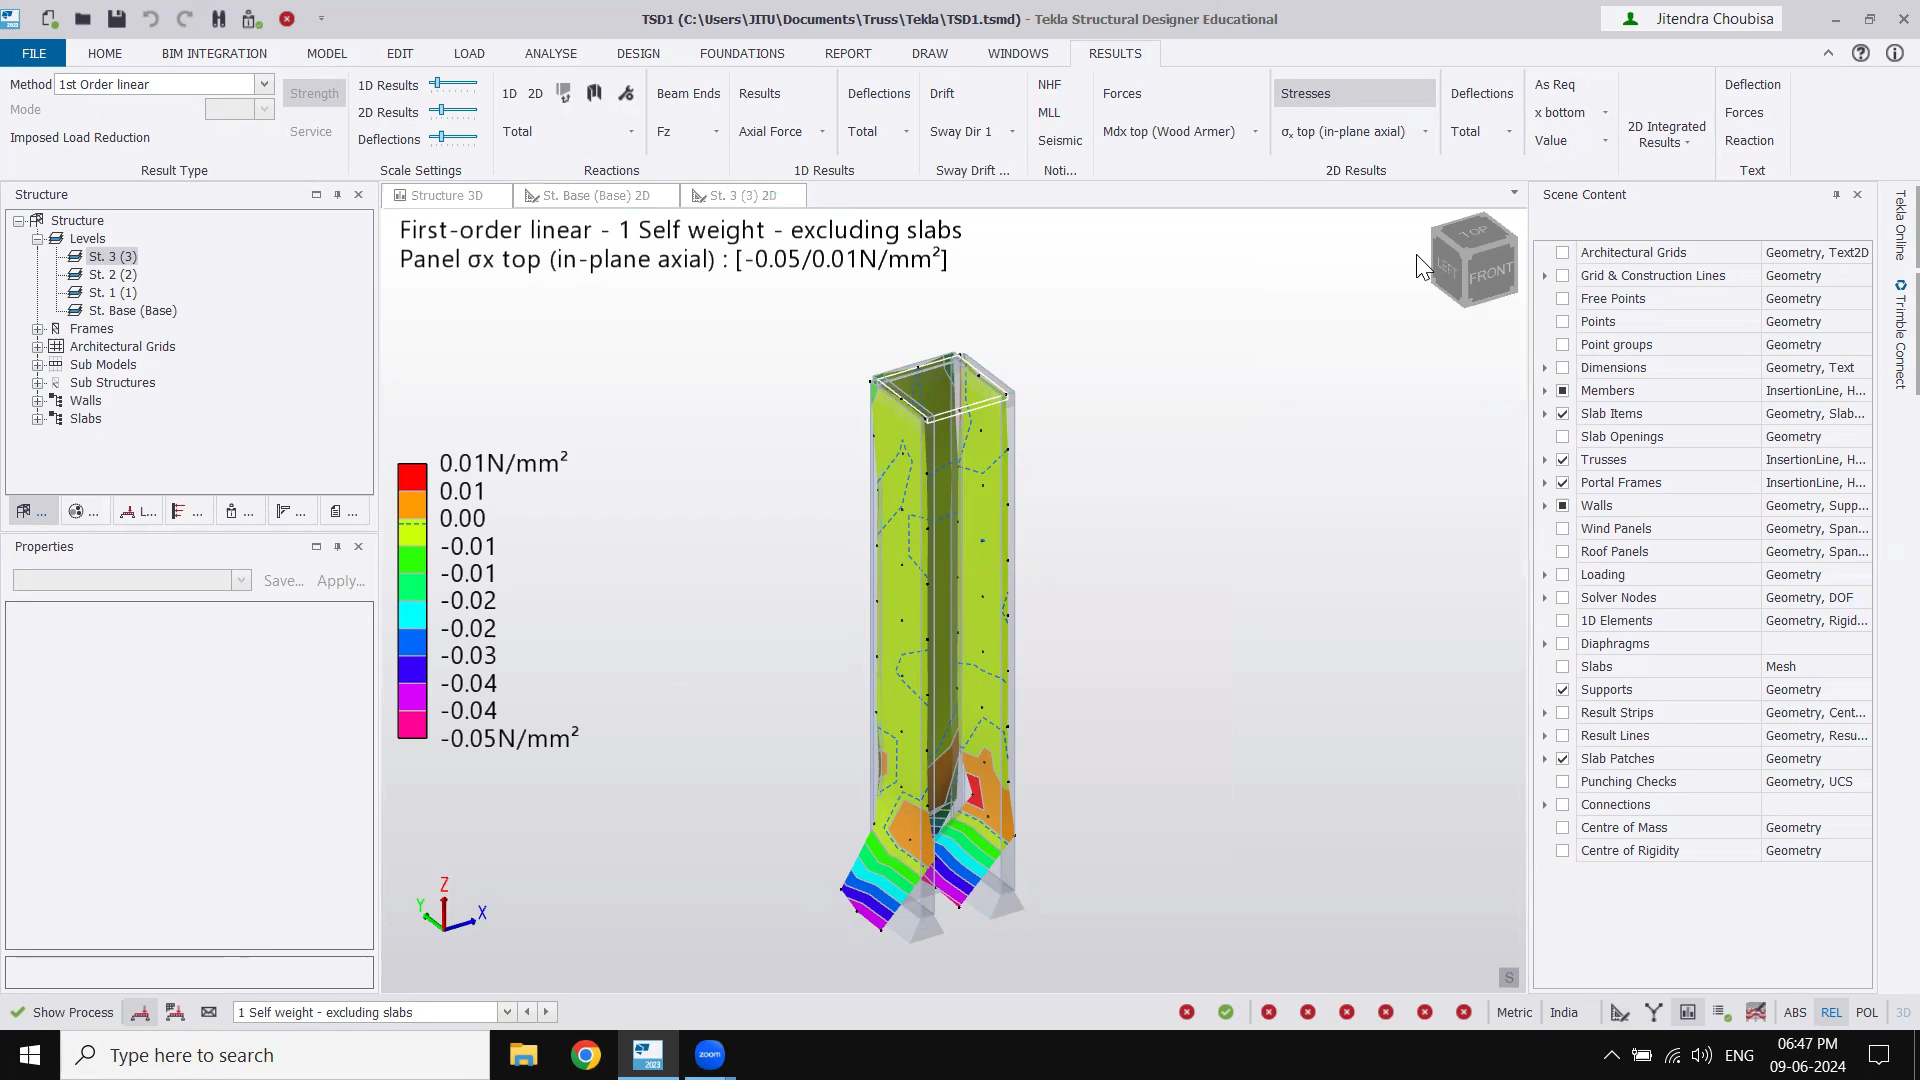 TSD1 (C:\Users\JITU\Documents\Truss\Tekla\TSD1.tsmd) - Tekla Structural Designer Educational
Jitendra Choubisa
FILE HOME BIM INTEGRATION MODEL EDIT LOAD ANALYSE DESIGN FOUNDATIONS REPORT DRAW WINDOWS RESULTS
Method 1st Order linear
Mode
Imposed Load Reduction
Strength
Service
Result Type
1D Results
2D Results
Deflections
Scale Settings
1D 2D
Total
Reactions
Beam Ends
Fz
Results
Axial Force
1D Results
Deflections
Total
Drift
Sway Dir 1
Sway Drift ...
NHF
MLL
Seismic
Noti...
Forces
Mdx top (Wood Armer)
Stresses
σx top (in-plane axial)
Deflections
Total
As Req
x bottom
Value
2D Results
2D Integrated
Results
Deflection
Forces
Reaction
Text
Structure
Structure
Levels
St. 3 (3)
St. 2 (2)
St. 1 (1)
St. Base (Base)
Frames
Architectural Grids
Sub Models
Sub Structures
Walls
Slabs
... ... L... ... ... ... ...
Properties
Save... Apply...
Structure 3D
St. Base (Base) 2D
St. 3 (3) 2D
First-order linear - 1 Self weight - excluding slabs
Panel σx top (in-plane axial) : [-0.05/0.01N/mm²]
TOP
LEFT
FRONT
0.01N/mm²
0.01
0.00
-0.01
-0.01
-0.02
-0.02
-0.03
-0.04
-0.04
-0.05N/mm²
Z
Y
X
S
Scene Content
Architectural Grids Geometry, Text2D
Grid & Construction Lines Geometry
Free Points Geometry
Points Geometry
Point groups Geometry
Dimensions Geometry, Text
Members InsertionLine, H...
Slab Items Geometry, Slab...
Slab Openings Geometry
Trusses InsertionLine, H...
Portal Frames InsertionLine, H...
Walls Geometry, Supp...
Wind Panels Geometry, Span...
Roof Panels Geometry, Span...
Loading Geometry
Solver Nodes Geometry, DOF
1D Elements Geometry, Rigid...
Diaphragms
Slabs Mesh
Supports Geometry
Result Strips Geometry, Cent...
Result Lines Geometry, Resu...
Slab Patches Geometry
Punching Checks Geometry, UCS
Connections
Centre of Mass Geometry
Centre of Rigidity Geometry
Tekla Online
Trimble Connect
Show Process
1 Self weight - excluding slabs
Metric India
ABS REL POL 3D
Type here to search
2023
zoom
ENG
06:47 PM
09-06-2024